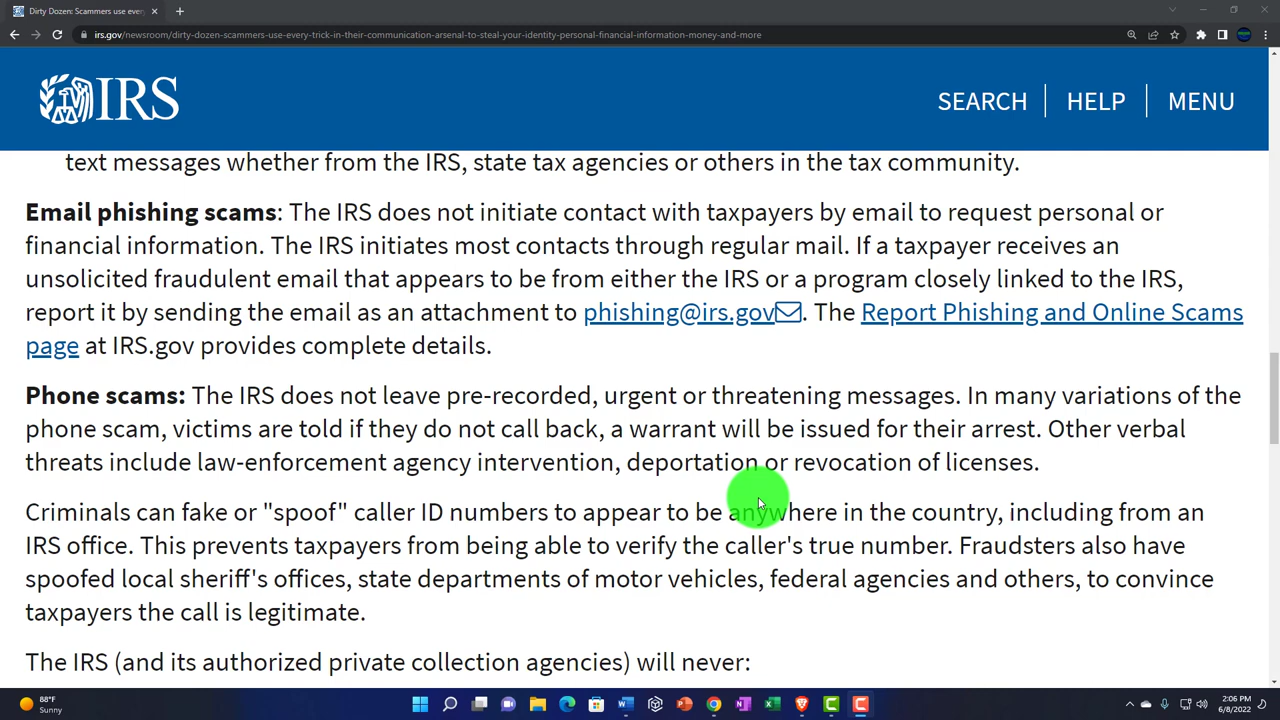 Dirty Dozen: Scammers use every
irs.gov/newsroom/dirty-dozen-scammers-use-every-trick-in-their-communication-arsenal-to-steal-your-identity-personal-financial-information-money-and-more
IRS
SEARCH
HELP
MENU
text messages whether from the IRS, state tax agencies or others in the tax community.
Email phishing scams: The IRS does not initiate contact with taxpayers by email to request personal or
financial information. The IRS initiates most contacts through regular mail. If a taxpayer receives an
unsolicited fraudulent email that appears to be from either the IRS or a program closely linked to the IRS,
report it by sending the email as an attachment to phishing@irs.gov. The Report Phishing and Online Scams
page at IRS.gov provides complete details.
Phone scams: The IRS does not leave pre-recorded, urgent or threatening messages. In many variations of the
phone scam, victims are told if they do not call back, a warrant will be issued for their arrest. Other verbal
threats include law-enforcement agency intervention, deportation or revocation of licenses.
Criminals can fake or "spoof" caller ID numbers to appear to be anywhere in the country, including from an
IRS office. This prevents taxpayers from being able to verify the caller's true number. Fraudsters also have
spoofed local sheriff's offices, state departments of motor vehicles, federal agencies and others, to convince
taxpayers the call is legitimate.
The IRS (and its authorized private collection agencies) will never:
88°F
Sunny
2:06 PM
6/8/2022